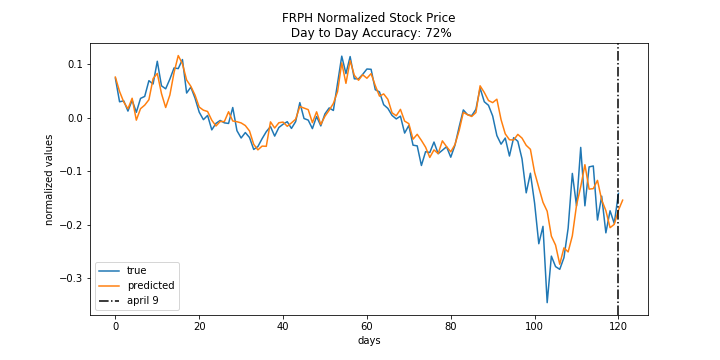 FRPH Normalized Stock Price
Day to Day Accuracy: 72%
normalized values
0.1
0.0
−0.1
−0.2
−0.3
true
predicted
april 9
0
20
40
60
80
100
120
days